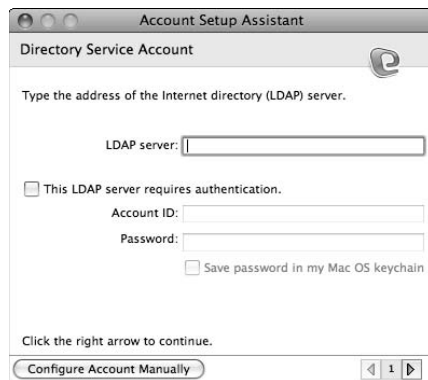 Account Setup Assistant
Directory Service Account
Type the address of the Internet directory (LDAP) server.
LDAP server:
This LDAP server requires authentication.
Account ID:
Password:
Save password in my Mac OS keychain
Click the right arrow to continue.
Configure Account Manually
1